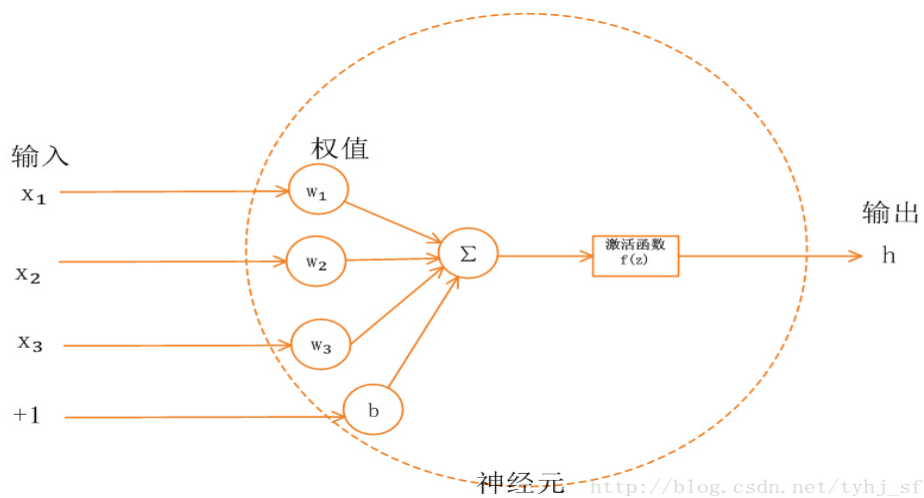 输入
权值
x₁
w₁
x₂
w₂
x₃
w₃
+1
b
Σ
激活函数
f(z)
输出
h
神经元
http://blog.csdn.net/tyhj_sf